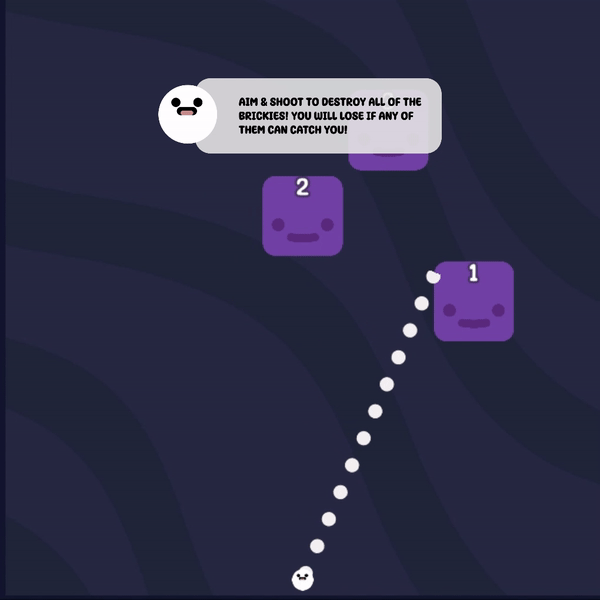 AIM & SHOOT TO DESTROY ALL OF THE
BRICKIES! YOU WILL LOSE IF ANY OF
THEM CAN CATCH YOU!
2
1